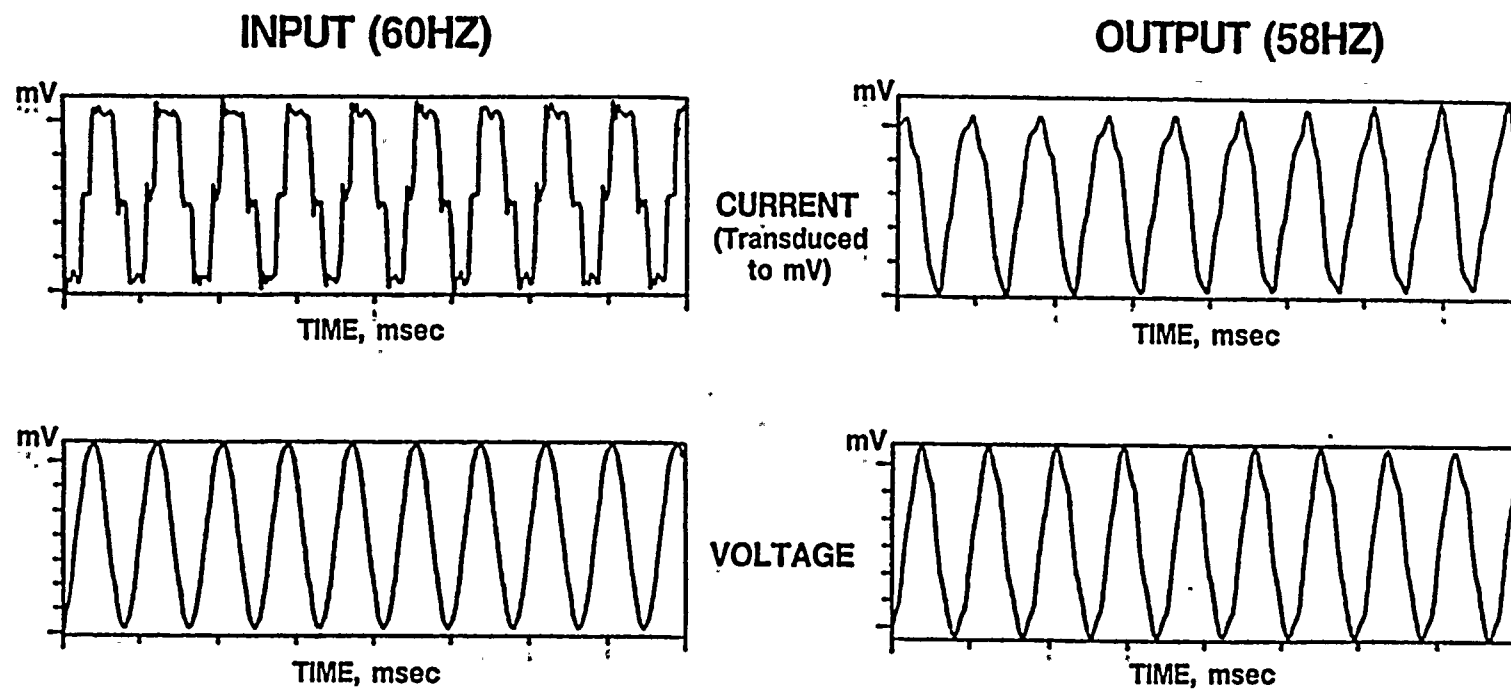 INPUT (60HZ)
OUTPUT (58HZ)
mV
mV
CURRENT
(Transduced
to mV)
TIME, msec
TIME, msec
mV
mV
VOLTAGE
TIME, msec
TIME, msec